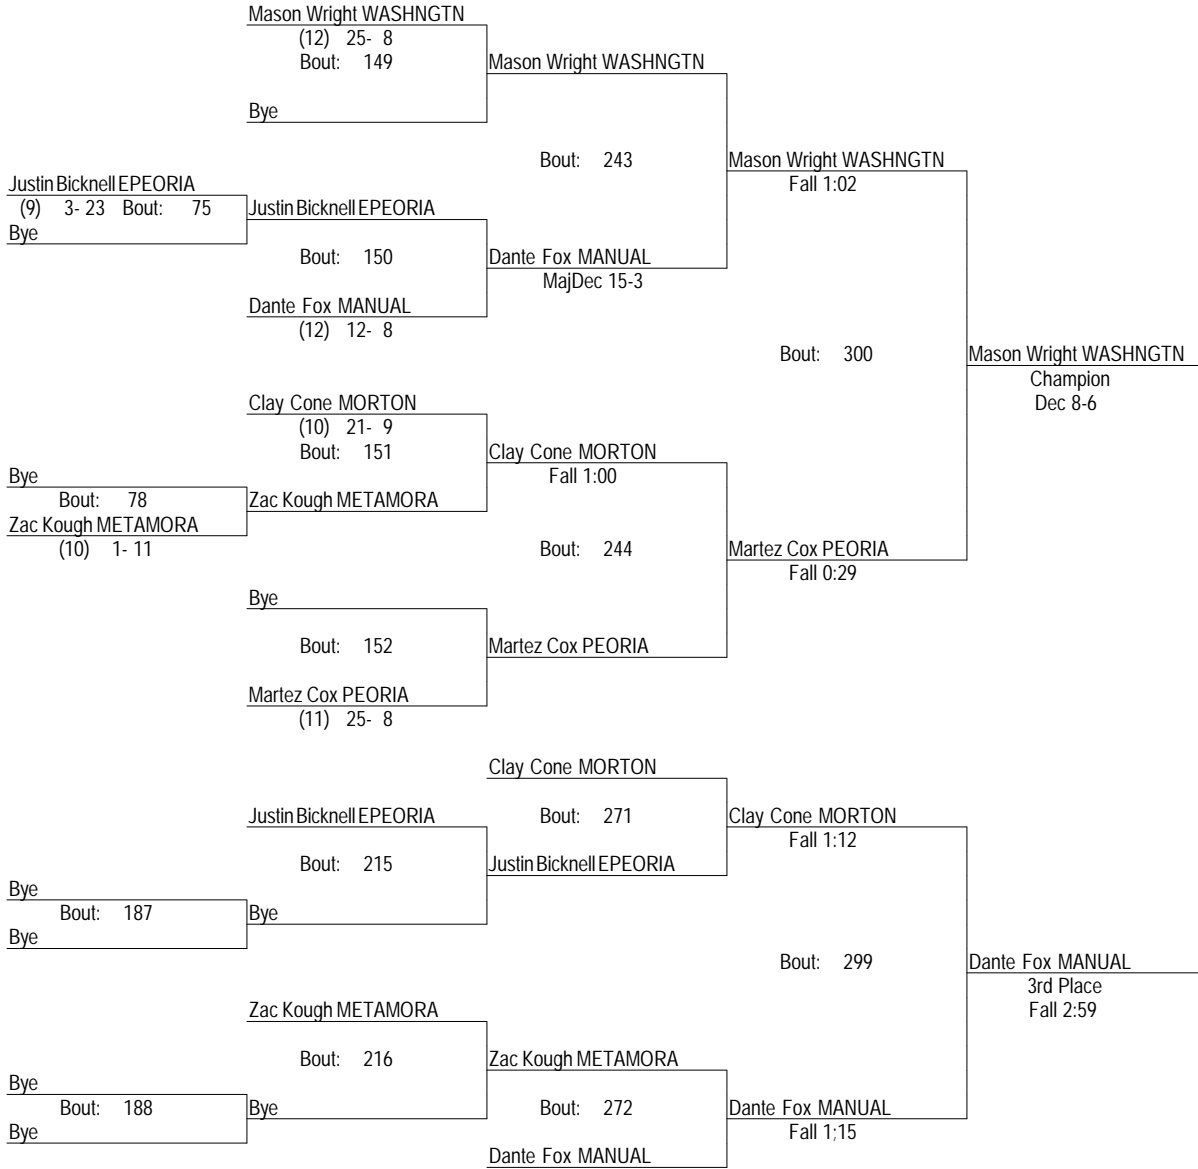 Mason Wright WASHNGTN
(12) 25- 8
Bout: 149
Mason Wright WASHNGTN
Bye
Bout: 243
Mason Wright WASHNGTN
Fall 1:02
Justin Bicknell EPEORIA
(9) 3- 23 Bout: 75
Justin Bicknell EPEORIA
Bye
Bout: 150
Dante Fox MANUAL
MajDec 15-3
Dante Fox MANUAL
(12) 12- 8
Bout: 300
Mason Wright WASHNGTN
Champion
Dec 8-6
Clay Cone MORTON
(10) 21- 9
Bout: 151
Clay Cone MORTON
Fall 1:00
Bye
Bout: 78
Zac Kough METAMORA
Zac Kough METAMORA
(10) 1- 11
Bout: 244
Martez Cox PEORIA
Fall 0:29
Bye
Bout: 152
Martez Cox PEORIA
Martez Cox PEORIA
(11) 25- 8
Clay Cone MORTON
Justin Bicknell EPEORIA
Bout: 271
Clay Cone MORTON
Fall 1:12
Bout: 215
Justin Bicknell EPEORIA
Bye
Bout: 187
Bye
Bye
Bout: 299
Dante Fox MANUAL
3rd Place
Fall 2:59
Zac Kough METAMORA
Bout: 216
Zac Kough METAMORA
Bye
Bout: 188
Bye
Bout: 272
Dante Fox MANUAL
Bye
Fall 1;15
Dante Fox MANUAL